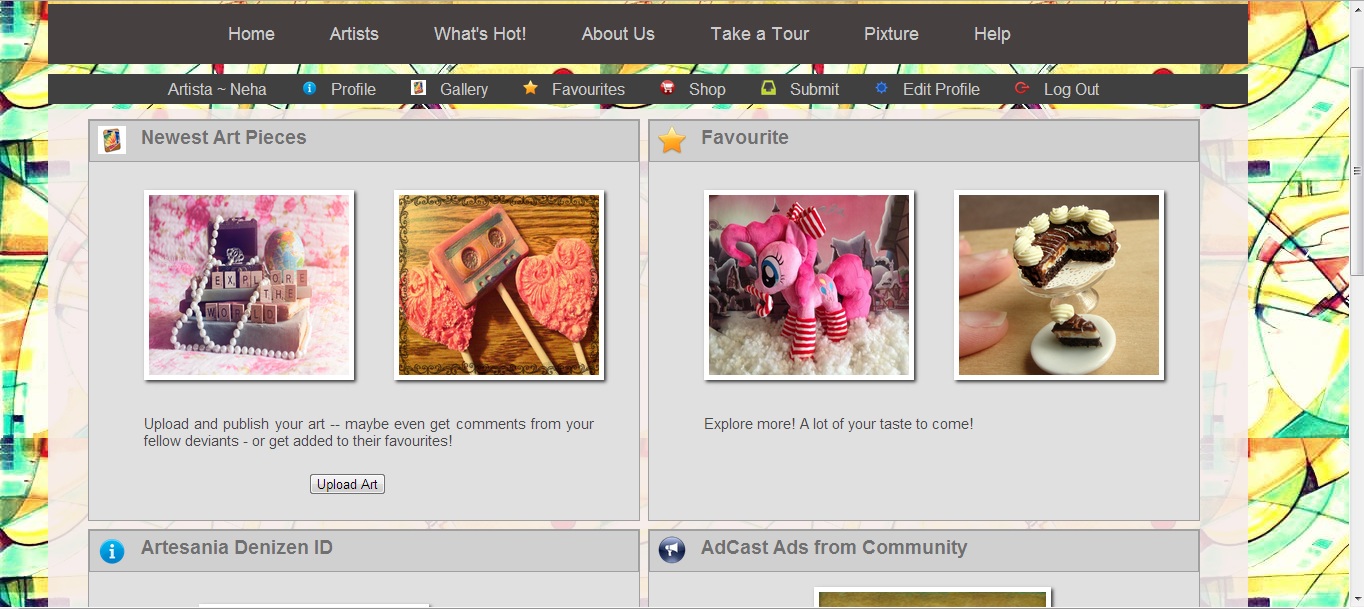 Home Artists What's Hot! About Us Take a Tour Pixture Help
Artista ~ Neha Profile Gallery Favourites Shop Submit Edit Profile Log Out
Newest Art Pieces
EXPLORE
THE
WORLD
Upload and publish your art -- maybe even get comments from your
fellow deviants - or get added to their favourites!
Upload Art
Favourite
Explore more! A lot of your taste to come!
Artesania Denizen ID
AdCast Ads from Community